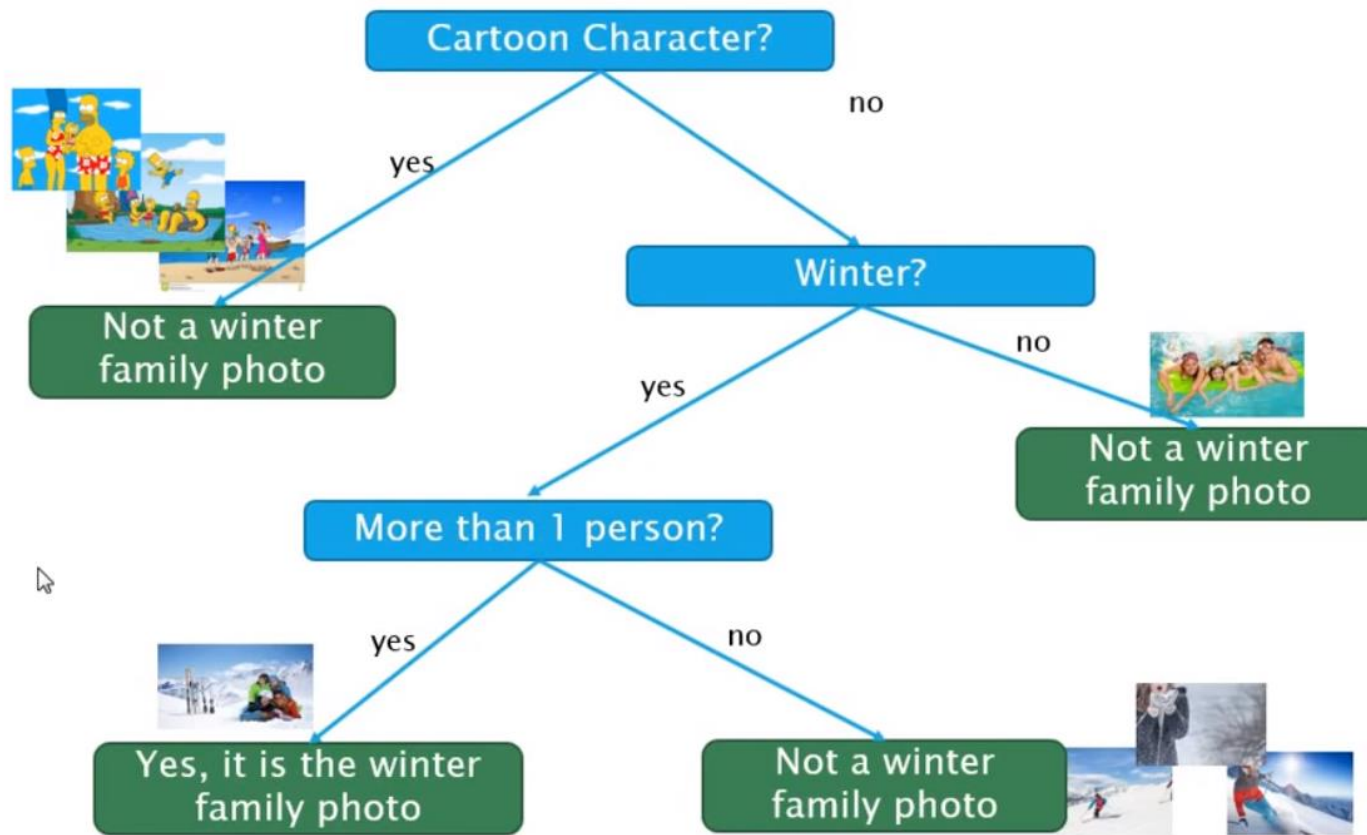 Cartoon Character?
no
yes
Winter?
Not a winter
family photo
no
yes
Not a winter
family photo
More than 1 person?
yes
no
Yes, it is the winter
family photo
Not a winter
family photo